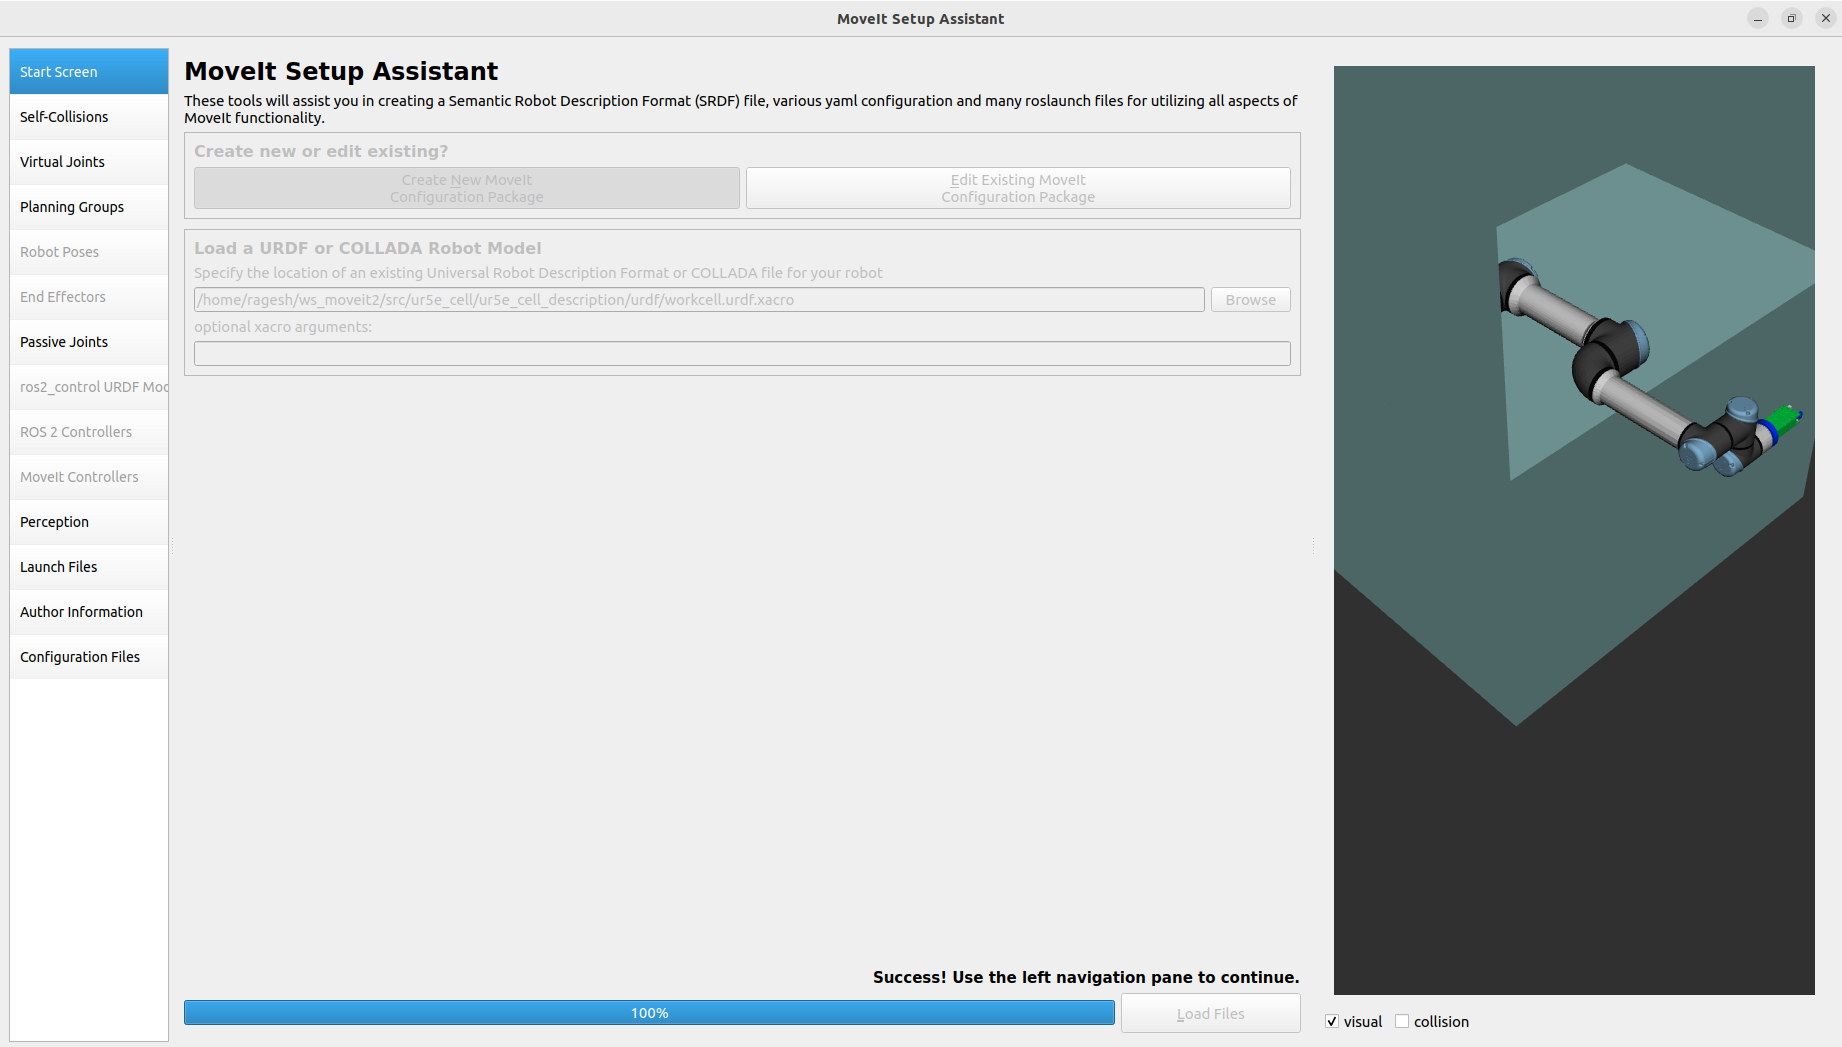 MoveIt Setup Assistant
Start Screen
Self-Collisions
Virtual Joints
Planning Groups
Robot Poses
End Effectors
Passive Joints
ros2_control URDF Mod
ROS 2 Controllers
MoveIt Controllers
Perception
Launch Files
Author Information
Configuration Files
MoveIt Setup Assistant
These tools will assist you in creating a Semantic Robot Description Format (SRDF) file, various yaml configuration and many roslaunch files for utilizing all aspects of
MoveIt functionality.
Create new or edit existing?
Create New MoveIt
Configuration Package
Edit Existing MoveIt
Configuration Package
Load a URDF or COLLADA Robot Model
Specify the location of an existing Universal Robot Description Format or COLLADA file for your robot
/home/ragesh/ws_moveit2/src/ur5e_cell/ur5e_cell_description/urdf/workcell.urdf.xacro
Browse
optional xacro arguments:
Success! Use the left navigation pane to continue.
100%
Load Files
visual
collision